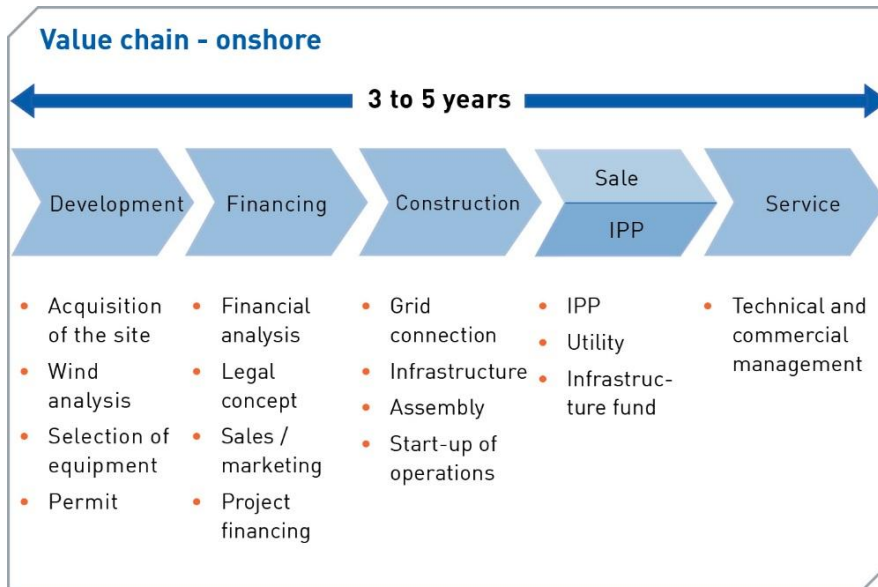 Value chain - onshore
3 to 5 years
Development
Financing
Construction
Sale
IPP
Service
• Acquisition
of the site
• Wind
analysis
• Selection of
equipment
• Permit
• Financial
analysis
• Legal
concept
• Sales /
marketing
• Project
financing
• Grid
connection
• Infrastructure
• Assembly
• Start-up of
operations
• IPP
• Utility
• Infrastruc-
ture fund
• Technical and
commercial
management